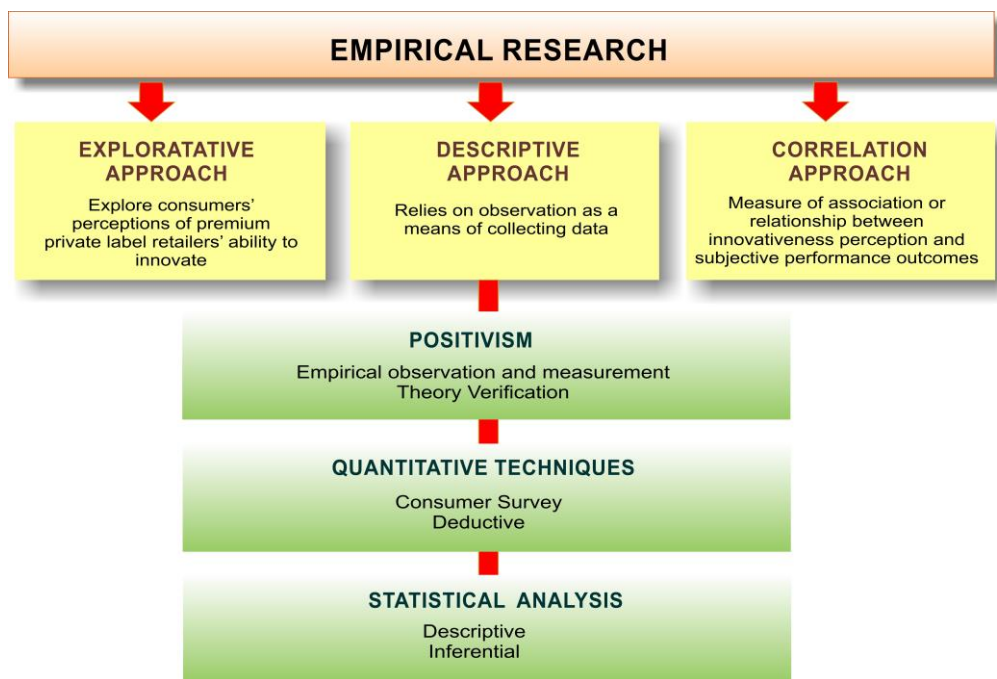 EMPIRICAL RESEARCH
EXPLORATATIVE
APPROACH
Explore consumers’
perceptions of premium
private label retailers’ ability to
innovate
DESCRIPTIVE
APPROACH
Relies on observation as a
means of collecting data
CORRELATION
APPROACH
Measure of association or
relationship between
innovativeness perception and
subjective performance outcomes
POSITIVISM
Empirical observation and measurement
Theory Verification
QUANTITATIVE TECHNIQUES
Consumer Survey
Deductive
STATISTICAL ANALYSIS
Descriptive
Inferential